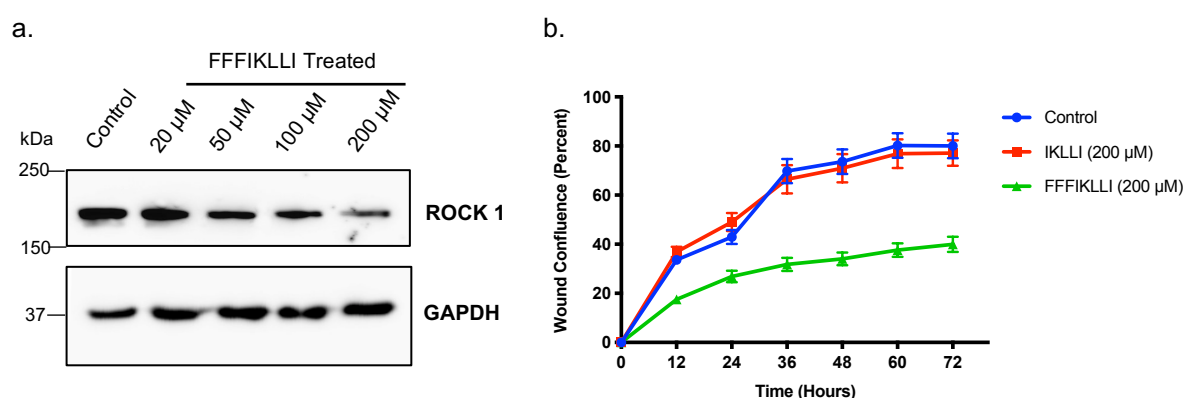 a.
FFFIKLLI Treated
kDa
Control
20 µM
50 µM
100 µM
200 µM
250
ROCK 1
150
37
GAPDH
b.
Wound Confluence (Percent)
100
80
60
40
20
0
0 12 24 36 48 60 72
Time (Hours)
Control
IKLLI (200 µM)
FFFIKLLI (200 µM)